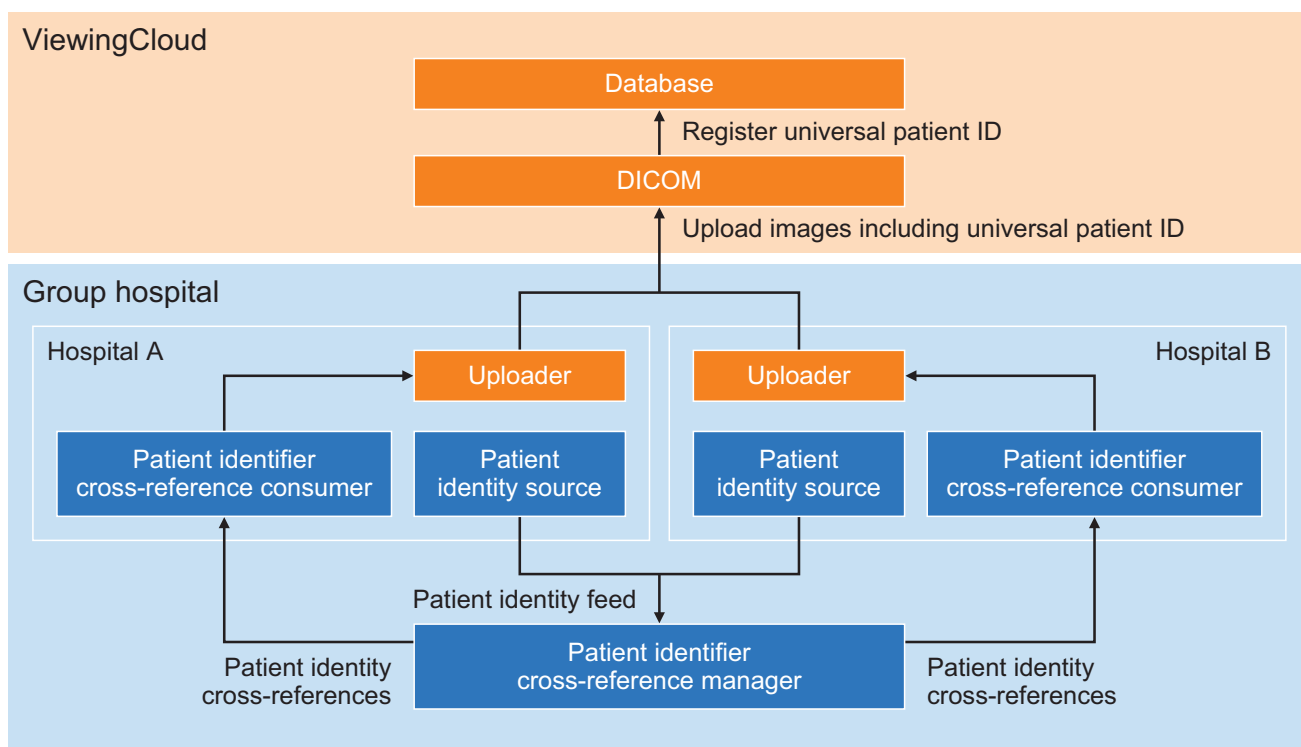 ViewingCloud
Database
Register universal patient ID
DICOM
Upload images including universal patient ID
Group hospital
Hospital A
Hospital B
Uploader
Uploader
Patient identifier
cross-reference consumer
Patient
identity source
Patient
identity source
Patient identifier
cross-reference consumer
Patient identity feed
Patient identifier
cross-reference manager
Patient identity
cross-references
Patient identity
cross-references